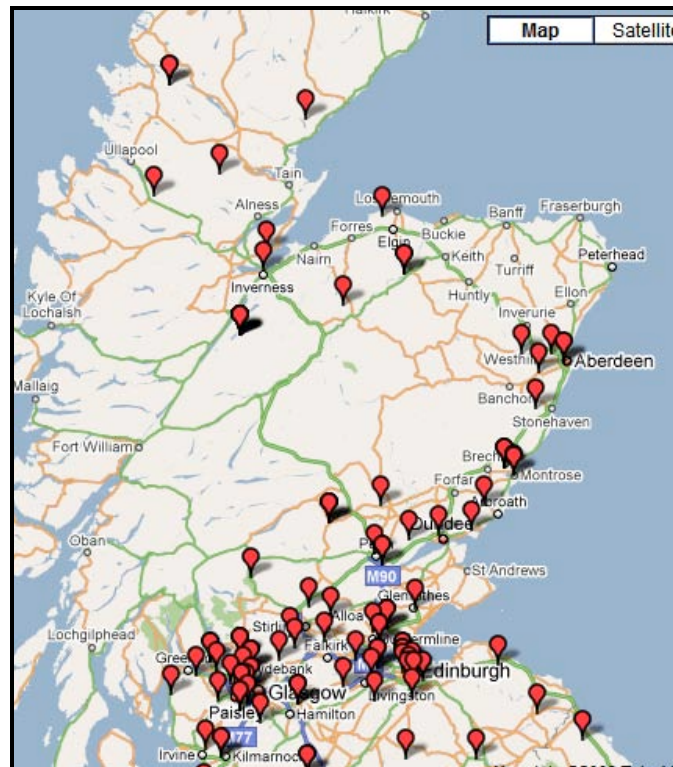 Halkirk
Map
Satellite
Ullapool
Tain
Alness
Lossiemouth
Banff
Fraserburgh
Forres
Buckie
Nairn
Elgin
Keith
Turriff
Peterhead
Inverness
Huntly
Ellon
Kyle Of
Lochalsh
Inverurie
Westhill
Aberdeen
Mallaig
Banchory
Stonehaven
Fort William
Brechin
Forfar
Montrose
Arbroath
Dundee
Oban
P
M90
St Andrews
Glenrothes
Lochgilphead
Stirling
Alloa
Dunfermline
Falkirk
M
Greenock
Clydebank
Edinburgh
Glasgow
Livingston
Paisley
Hamilton
M77
Irvine
Kilmarnock